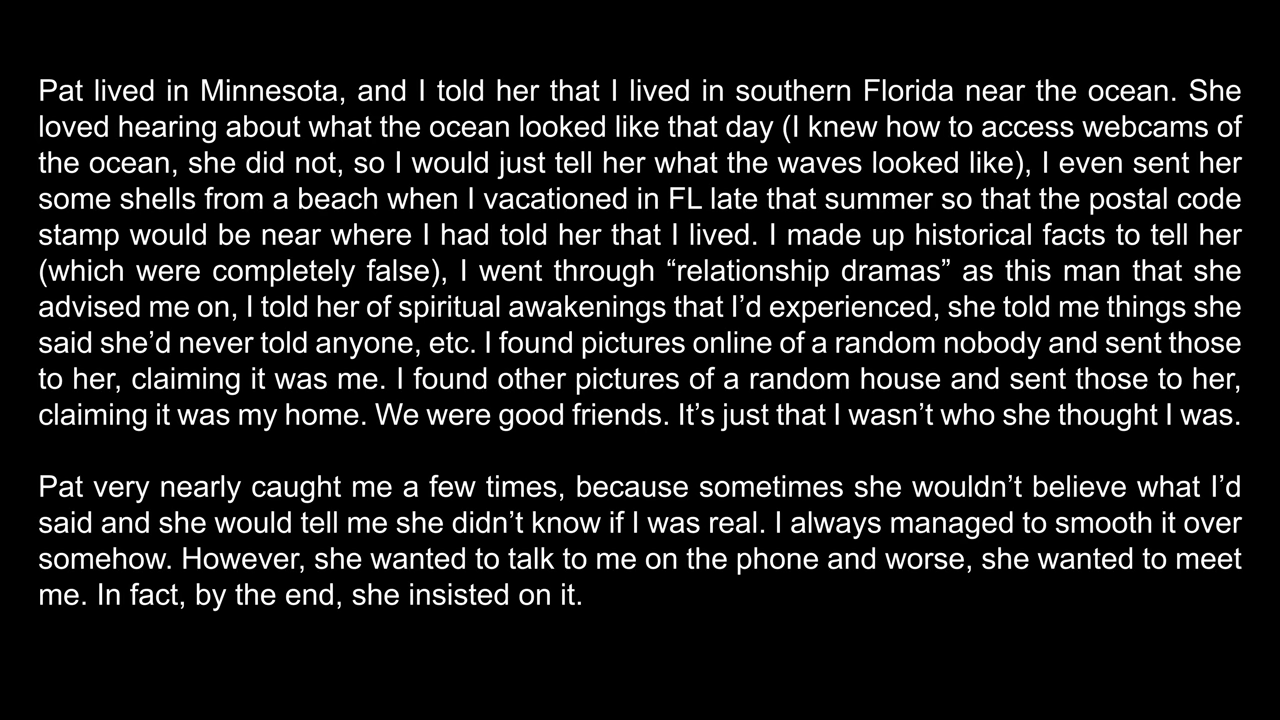 Pat lived in Minnesota, and I told her that I lived in southern Florida near the ocean. She
loved hearing about what the ocean looked like that day (I knew how to access webcams of
the ocean, she did not, so I would just tell her what the waves looked like), I even sent her
some shells from a beach when I vacationed in FL late that summer so that the postal code
stamp would be near where I had told her that I lived. I made up historical facts to tell her
(which were completely false), I went through “relationship dramas” as this man that she
advised me on, I told her of spiritual awakenings that I’d experienced, she told me things she
said she’d never told anyone, etc. I found pictures online of a random nobody and sent those
to her, claiming it was me. I found other pictures of a random house and sent those to her,
claiming it was my home. We were good friends. It’s just that I wasn’t who she thought I was.
Pat very nearly caught me a few times, because sometimes she wouldn’t believe what I’d
said and she would tell me she didn’t know if I was real. I always managed to smooth it over
somehow. However, she wanted to talk to me on the phone and worse, she wanted to meet
me. In fact, by the end, she insisted on it.